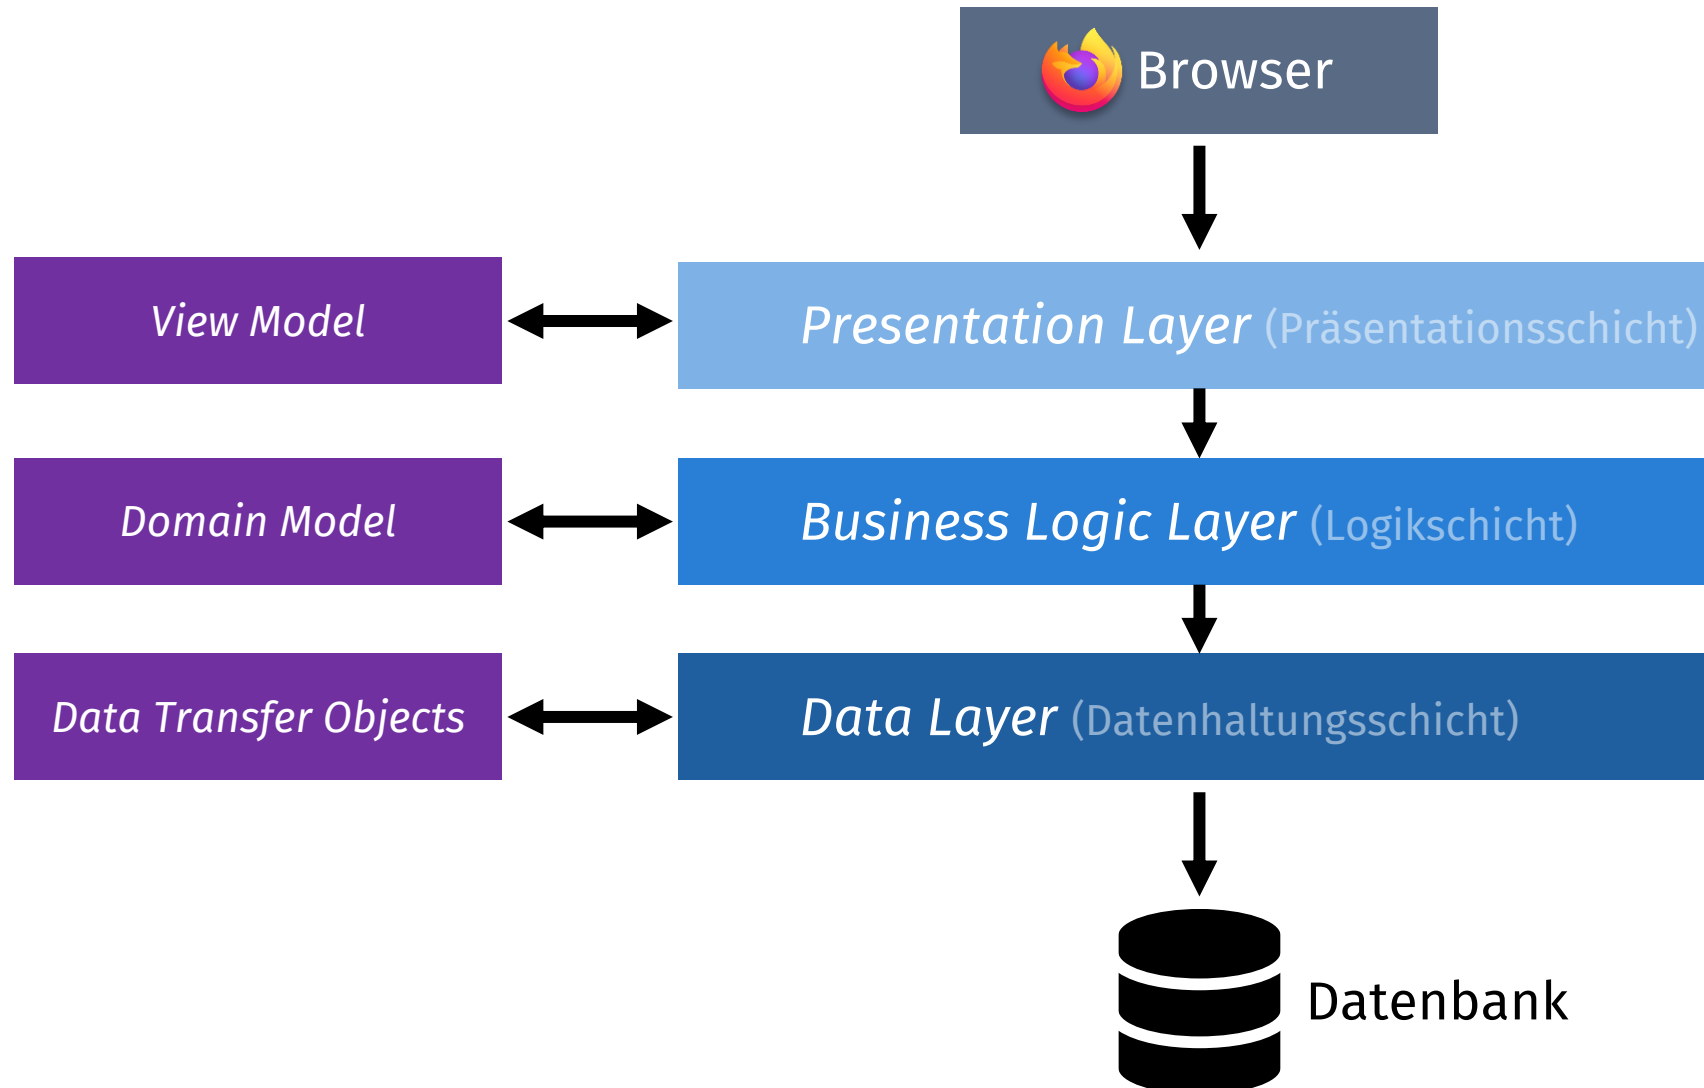 Browser
View Model
Presentation Layer (Präsentationsschicht)
Domain Model
Business Logic Layer (Logikschicht)
Data Transfer Objects
Data Layer (Datenhaltungsschicht)
Datenbank